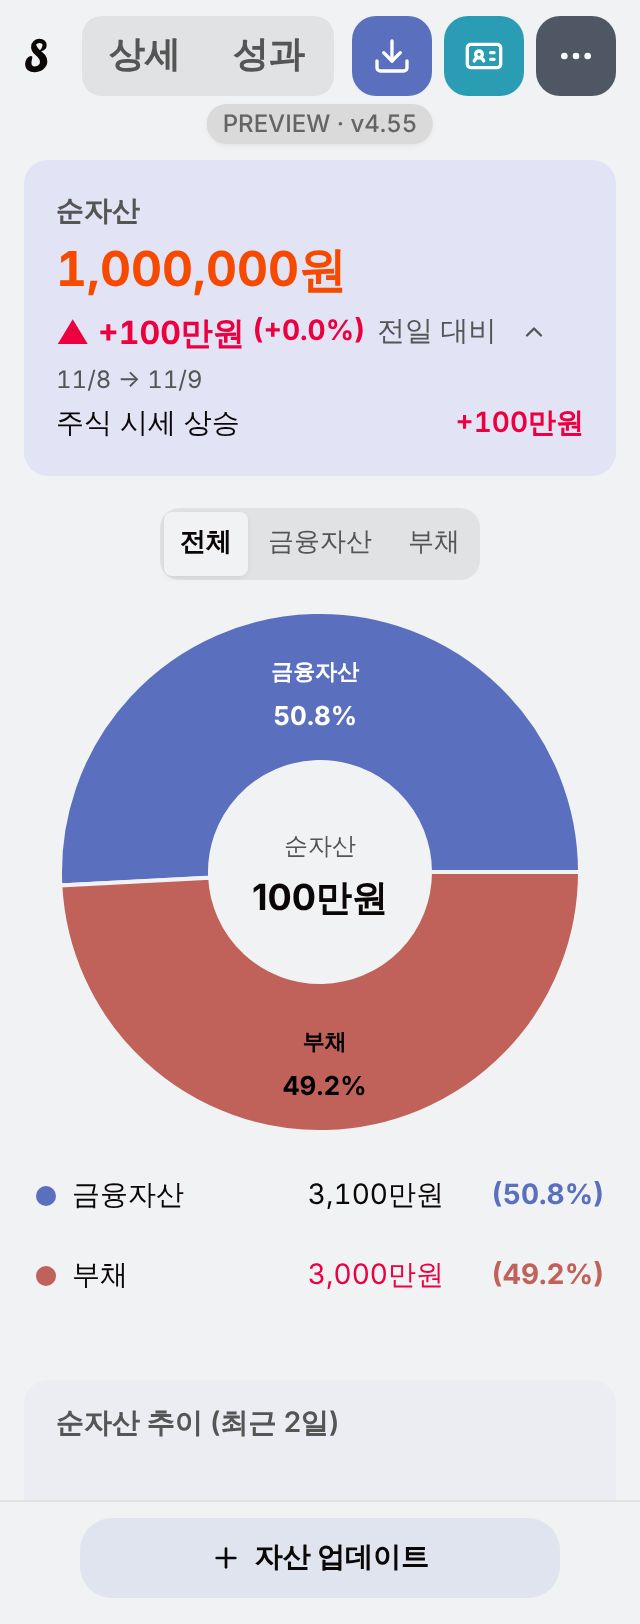 S
상세 성과
PREVIEW · v4.55
순자산
1,000,000원
▲ +100만원 (+0.0%) 전일 대비
11/8 → 11/9
주식 시세 상승 +100만원
전체 금융자산 부채
금융자산
50.8%
순자산
100만원
부채
49.2%
금융자산 3,100만원 (50.8%)
부채 3,000만원 (49.2%)
순자산 추이 (최근 2일)
+ 자산 업데이트